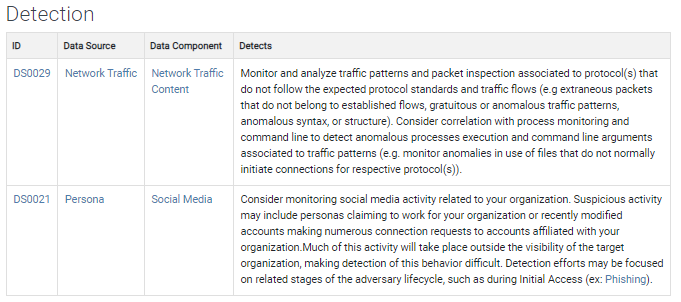 Detection
ID Data Source Data Component Detects
DS0029 Network Traffic Network Traffic Content Monitor and analyze traffic patterns and packet inspection associated to protocol(s) that
do not follow the expected protocol standards and traffic flows (e.g extraneous packets
that do not belong to established flows, gratuitous or anomalous traffic patterns,
anomalous syntax, or structure). Consider correlation with process monitoring and
command line to detect anomalous processes execution and command line arguments
associated to traffic patterns (e.g. monitor anomalies in use of files that do not normally
initiate connections for respective protocol(s)).
DS0021 Persona Social Media Consider monitoring social media activity related to your organization. Suspicious activity
may include personas claiming to work for your organization or recently modified
accounts making numerous connection requests to accounts affiliated with your
organization.Much of this activity will take place outside the visibility of the target
organization, making detection of this behavior difficult. Detection efforts may be focused
on related stages of the adversary lifecycle, such as during Initial Access (ex: Phishing).